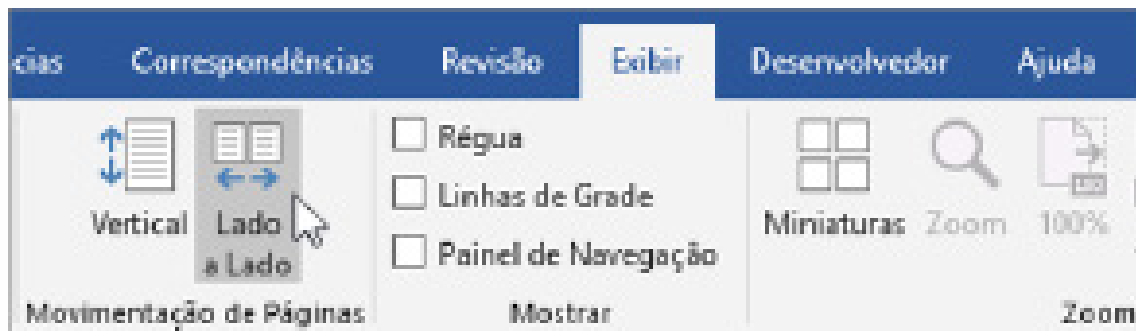 cias Correspondências Revisão Exibir Desenvolvedor Ajuda
Régua
Linhas de Grade
Vertical Lado a Lado
Painel de Navegação
Miniaturas Zoom 100%
Movimentação de Páginas Mostrar Zoom